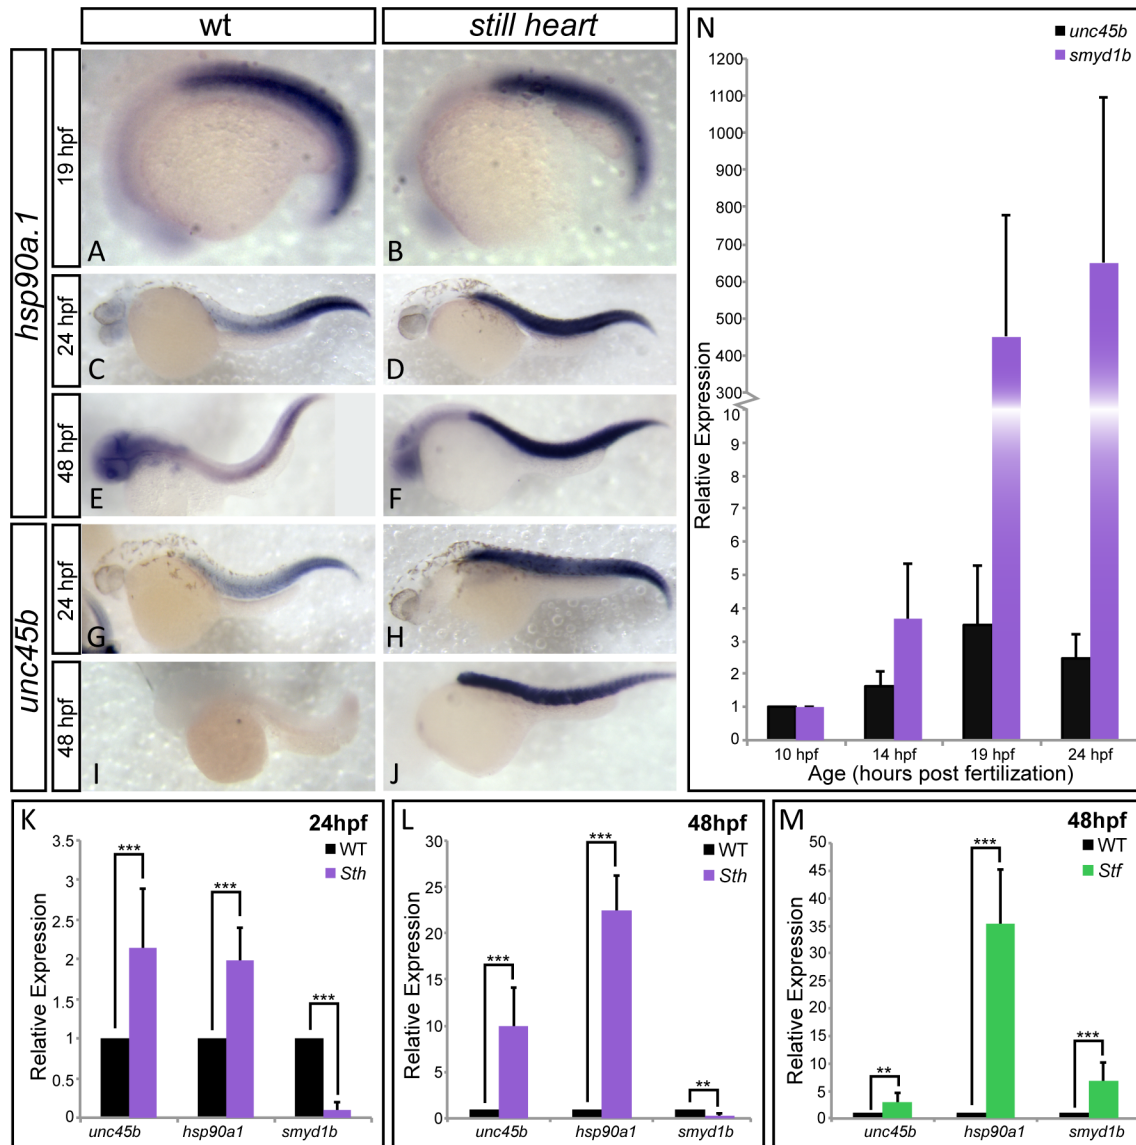 wt
still heart
hsp90a.1
19 hpf
24 hpf
48 hpf
unc45b
24 hpf
48 hpf
A
B
C
D
E
F
G
H
I
J
N
unc45b
smyd1b
Relative Expression
1200
1100
1000
900
800
700
600
500
400
300
10
9
8
7
6
5
4
3
2
1
0
10 hpf
14 hpf
19 hpf
24 hpf
Age (hours post fertilization)
K
24hpf
WT
Sth
Relative Expression
3.5
3
2.5
2
1.5
1
0.5
0
***
***
***
unc45b
hsp90a1
smyd1b
L
48hpf
WT
Sth
Relative Expression
30
25
20
15
10
5
0
***
***
**
unc45b
hsp90a1
smyd1b
M
48hpf
WT
Stf
Relative Expression
50
45
40
35
30
25
20
15
10
5
0
**
***
***
unc45b
hsp90a1
smyd1b